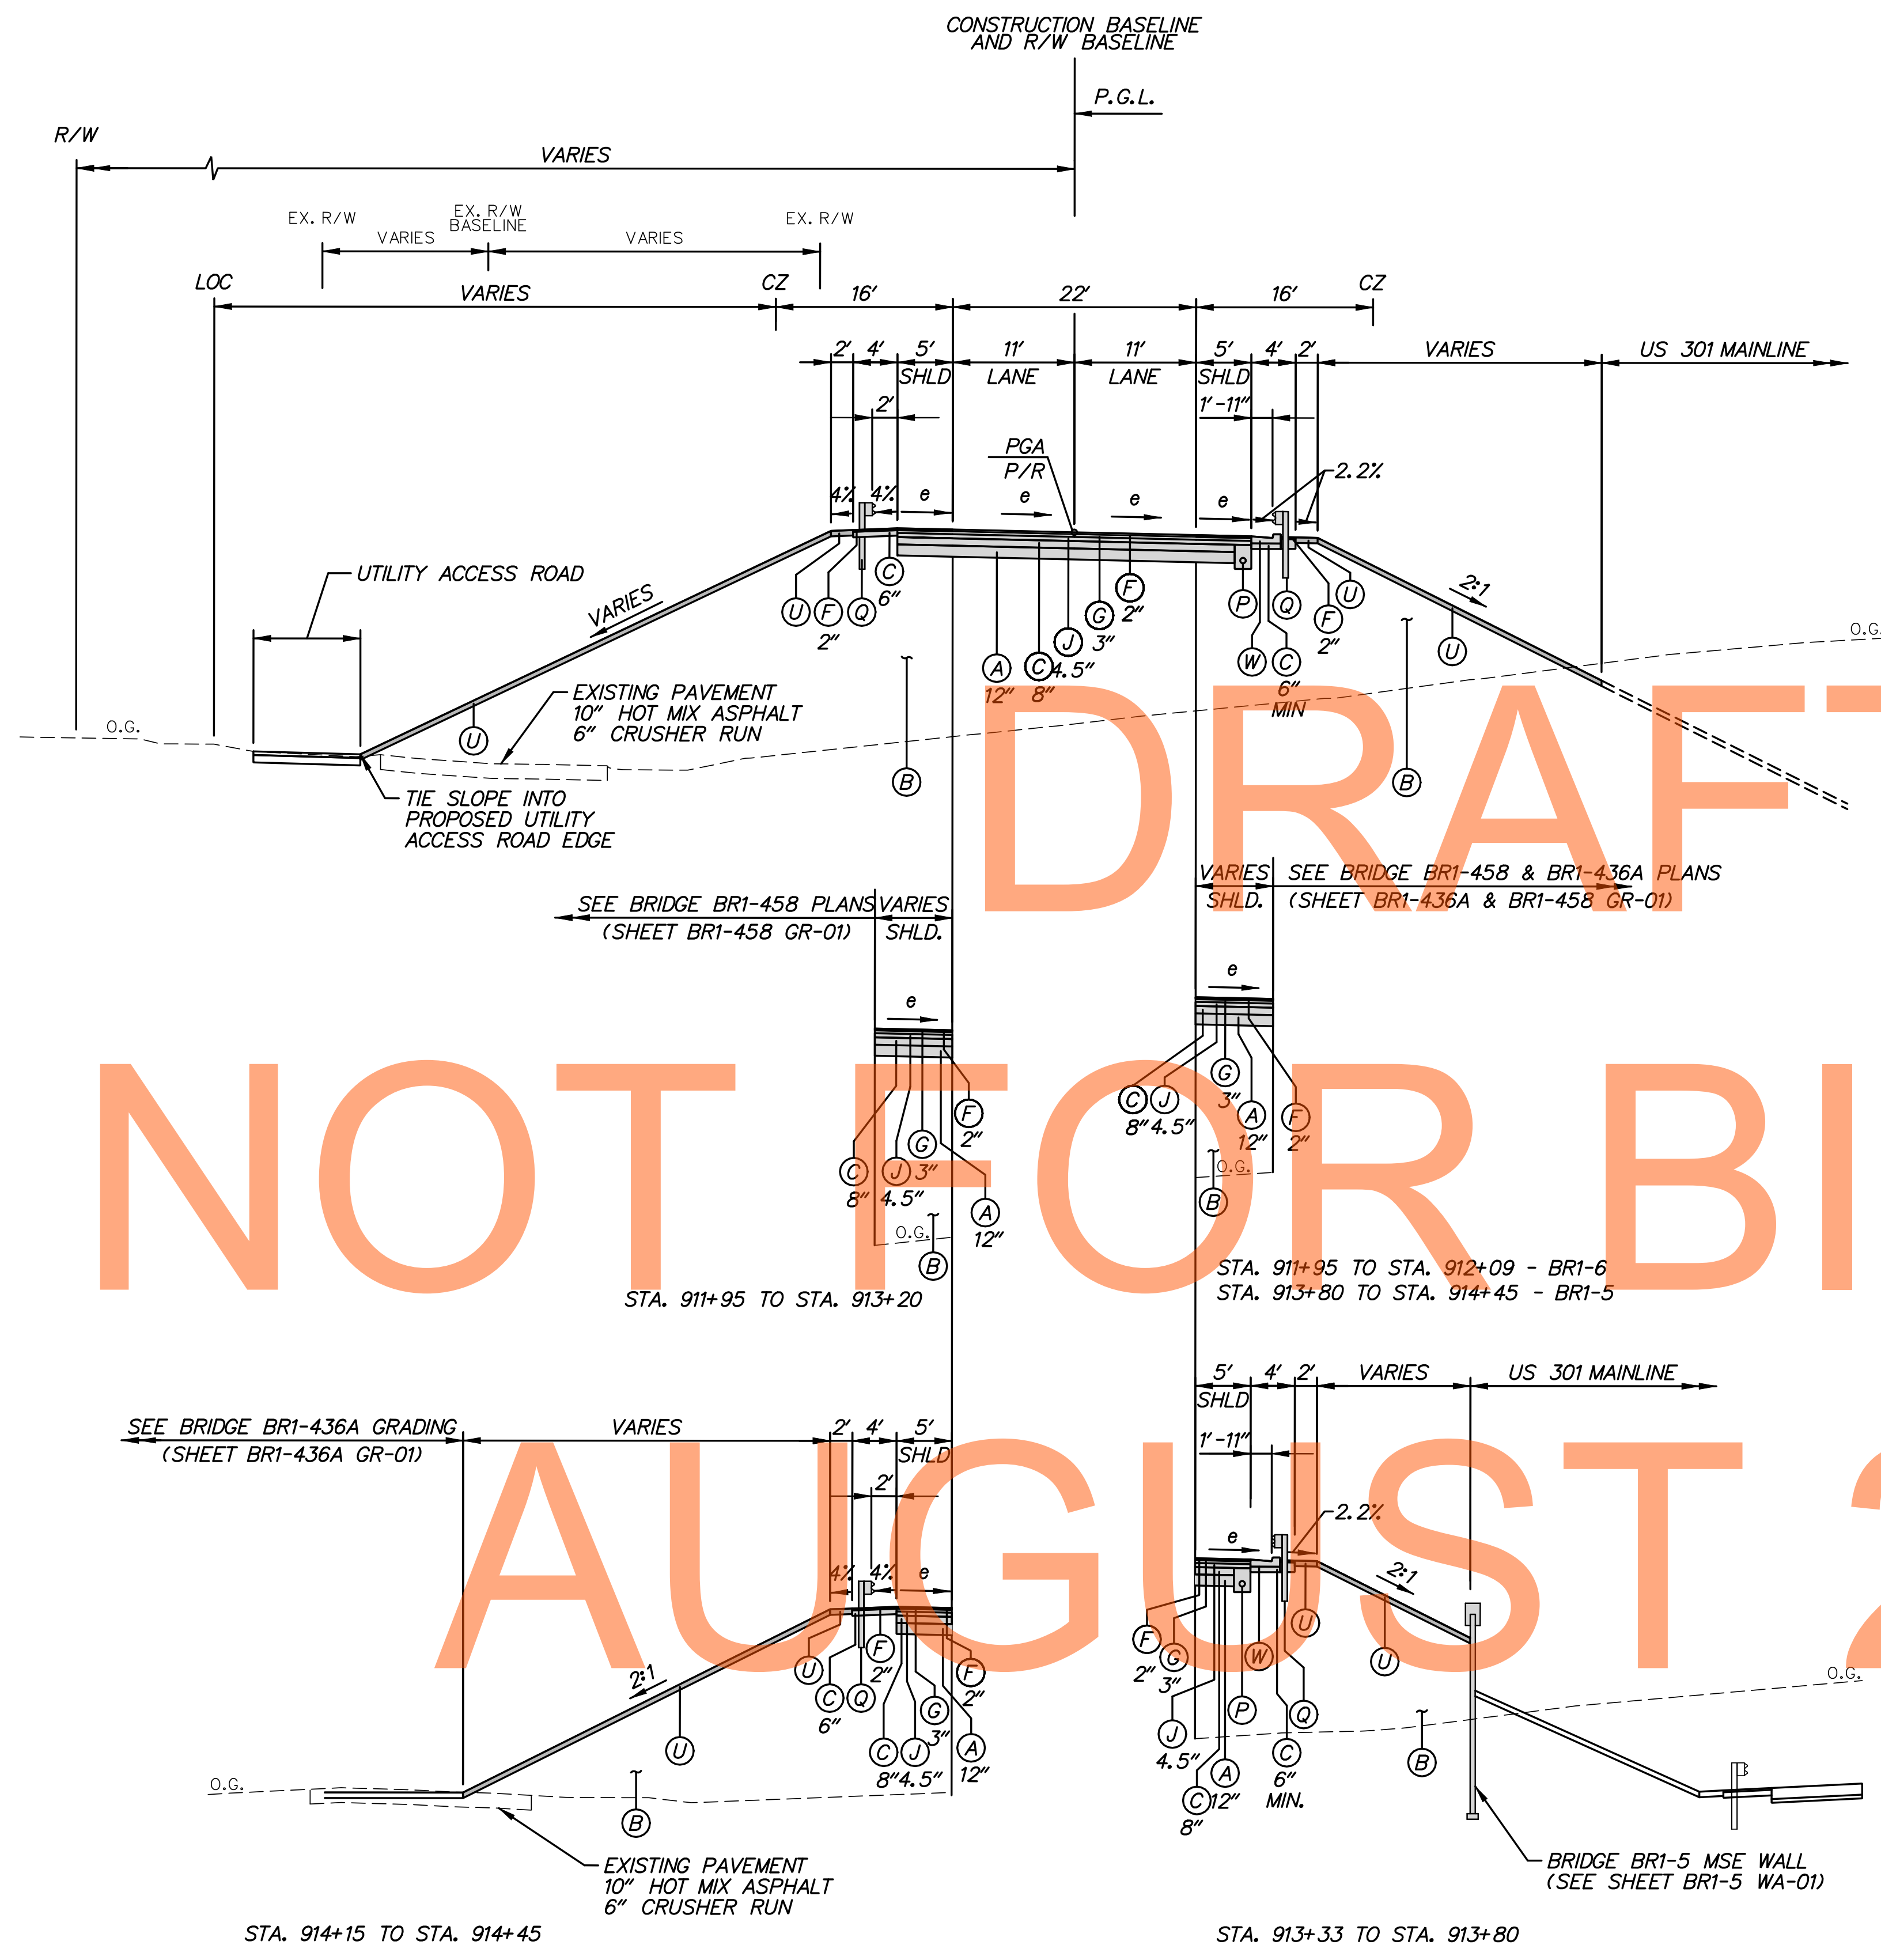 CONSTRUCTION BASELINE
AND R/W BASELINE
P.G.L.
R/W
VARIES
EX. R/W
EX. R/W
BASELINE
EX. R/W
VARIES
VARIES
LOC
VARIES
CZ
16'
22'
16'
CZ
2'
4'
5'
11'
11'
5'
4'
2'
VARIES
US 301 MAINLINE
SHLD
LANE
LANE
SHLD
2'
1'-11"
PGA
P/R
2.2%
4%
4%
e
e
e
e
UTILITY ACCESS ROAD
VARIES
U
F
2"
Q
C
6"
A
12"
C
8"
J
4.5"
G
3"
F
2"
P
W
Q
C
6"
MIN
F
2"
U
2:1
U
O.G.
B
B
O.G.
U
EXISTING PAVEMENT
10" HOT MIX ASPHALT
6" CRUSHER RUN
TIE SLOPE INTO
PROPOSED UTILITY
ACCESS ROAD EDGE
DRAFT
SEE BRIDGE BR1-458 PLANS
(SHEET BR1-458 GR-01)
VARIES
SHLD.
VARIES
SHLD.
SEE BRIDGE BR1-458 & BR1-436A PLANS
(SHEET BR1-436A & BR1-458 GR-01)
e
C
8"
J
4.5"
G
3"
F
2"
A
12"
O.G.
B
STA. 911+95 TO STA. 913+20
e
C
8"
J
4.5"
G
3"
A
12"
F
2"
O.G.
B
STA. 911+95 TO STA. 912+09 - BR1-6
STA. 913+80 TO STA. 914+45 - BR1-5
NOT FOR BI
SEE BRIDGE BR1-436A GRADING
(SHEET BR1-436A GR-01)
VARIES
2'
4'
5'
SHLD
2'
4%
4%
e
2:1
U
U
C
6"
Q
F
2"
C
8"
J
4.5"
G
3"
F
2"
A
12"
O.G.
B
EXISTING PAVEMENT
10" HOT MIX ASPHALT
6" CRUSHER RUN
STA. 914+15 TO STA. 914+45
5'
4'
2'
VARIES
US 301 MAINLINE
SHLD
1'-11"
2.2%
e
2:1
F
2"
G
3"
J
4.5"
C
8"
A
12"
P
W
C
6"
MIN.
Q
U
U
O.G.
B
BRIDGE BR1-5 MSE WALL
(SEE SHEET BR1-5 WA-01)
STA. 913+33 TO STA. 913+80
AUGUST 2